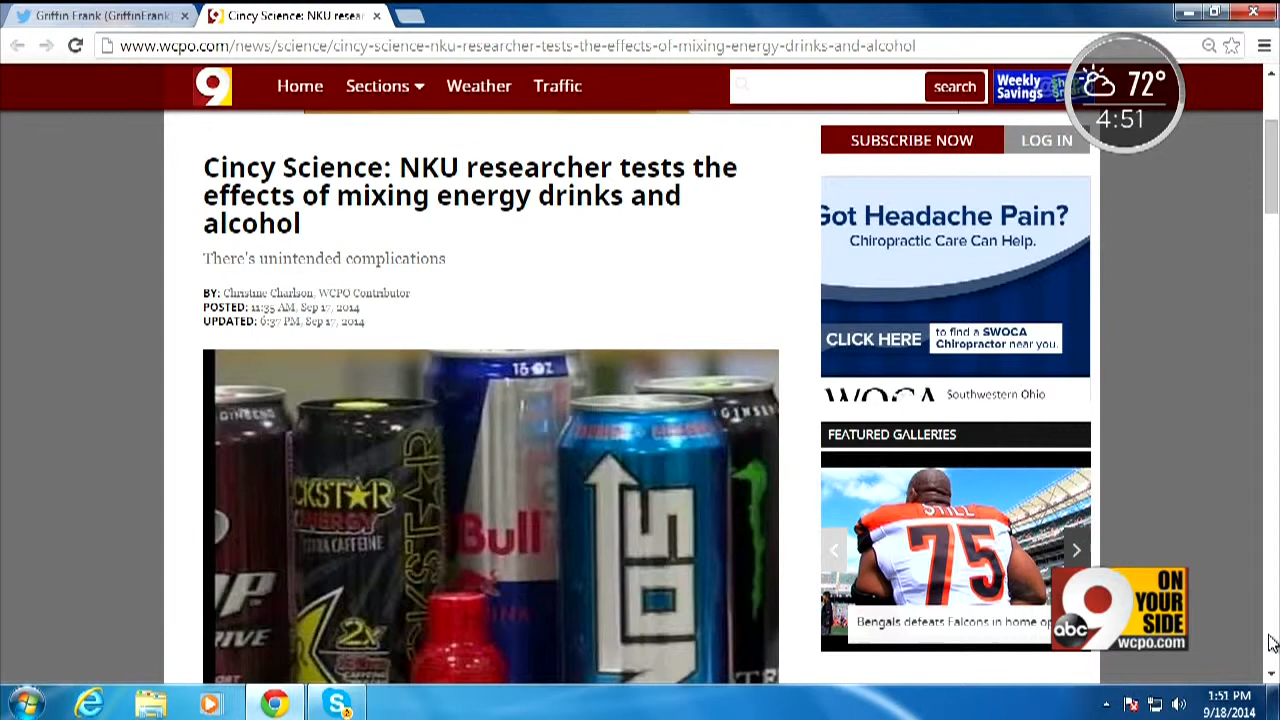 Griffin Frank (GriffinFrank)
Cincy Science: NKU resear
www.wcpo.com/news/science/cincy-science-nku-researcher-tests-the-effects-of-mixing-energy-drinks-and-alcohol
9
Home
Sections
Weather
Traffic
search
Weekly
Savings
72°
4:51
SUBSCRIBE NOW
LOG IN
Cincy Science: NKU researcher tests the
effects of mixing energy drinks and
alcohol
There's unintended complications
BY: Christine Charlson, WCPO Contributor
POSTED: 11:35 AM, Sep 17, 2014
UPDATED: 6:37 PM, Sep 17, 2014
Got Headache Pain?
Chiropractic Care Can Help.
CLICK HERE
to find a SWOCA
Chiropractor near you.
Southwestern Ohio
FEATURED GALLERIES
STILL
75
Bengals defeats Falcons in home op
16 OZ
GINSENG
CKSTAR
ENERGY
Bull
NOS
2x
abc
9
ON
YOUR
SIDE
wcpo.com
1:51 PM
9/18/2014